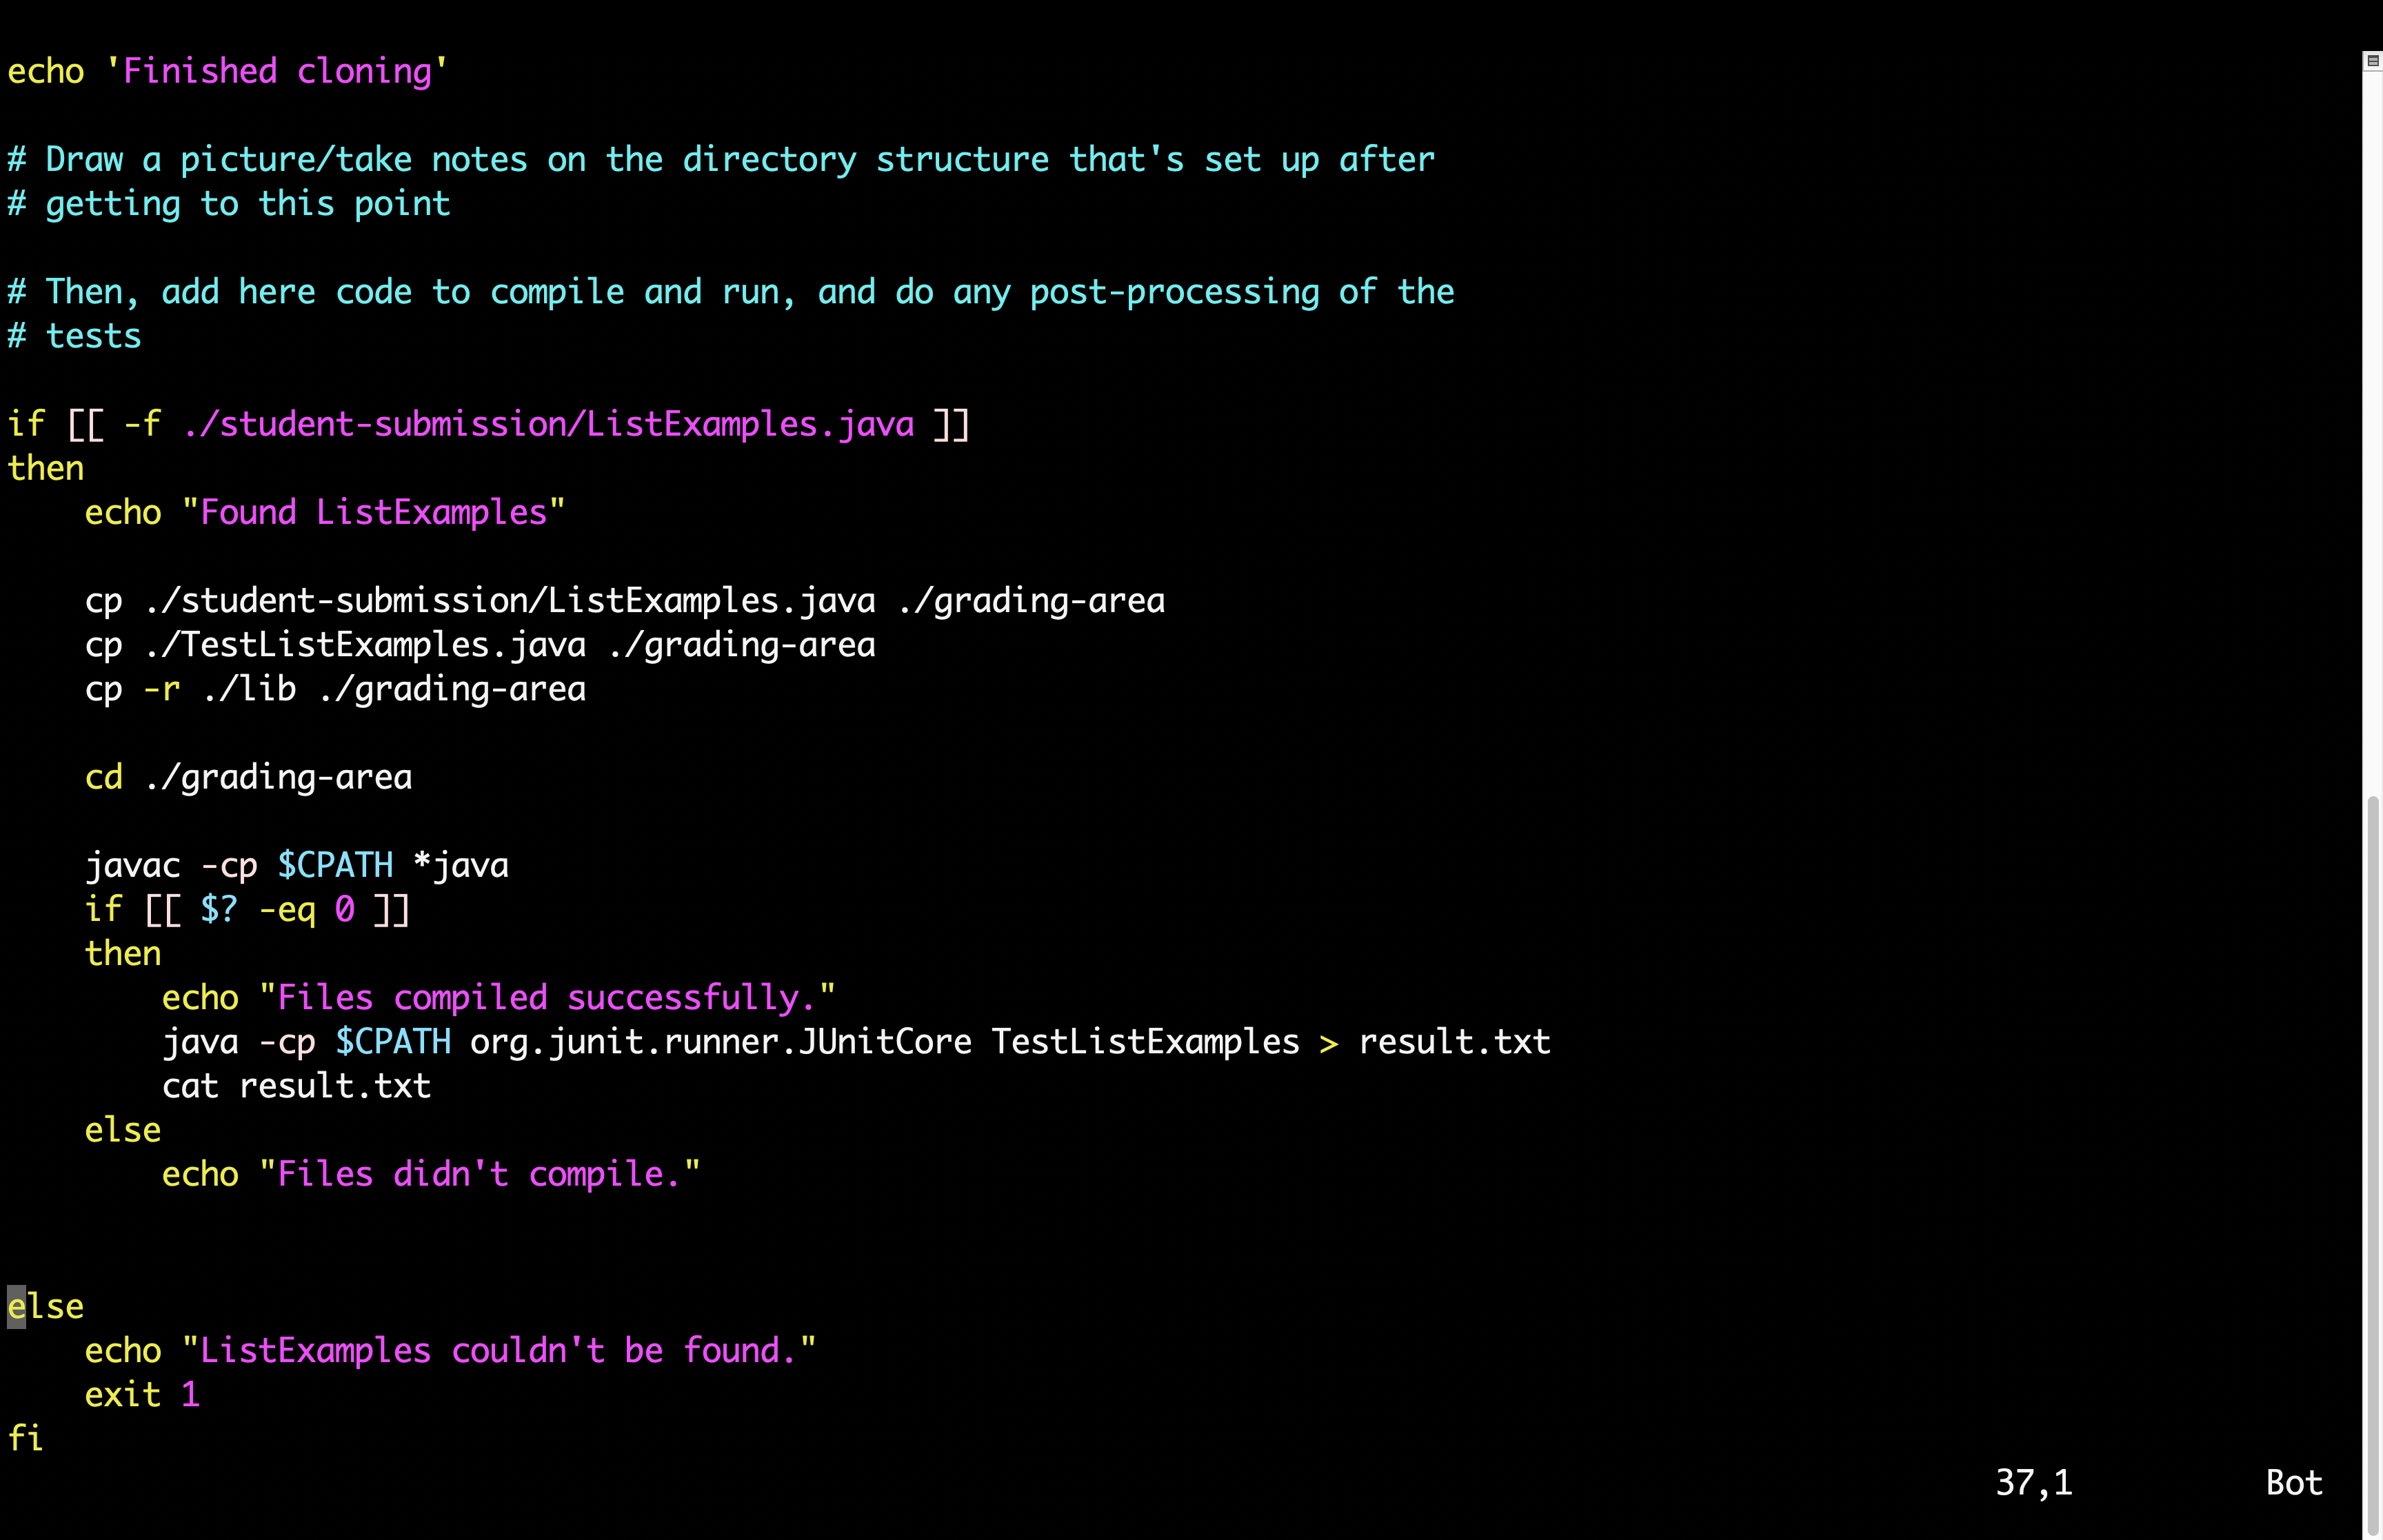 echo 'Finished cloning'
# Draw a picture/take notes on the directory structure that's set up after
# getting to this point
# Then, add here code to compile and run, and do any post-processing of the
# tests
if [[ -f ./student-submission/ListExamples.java ]]
then
    echo "Found ListExamples"
    cp ./student-submission/ListExamples.java ./grading-area
    cp ./TestListExamples.java ./grading-area
    cp -r ./lib ./grading-area
    cd ./grading-area
    javac -cp $CPATH *java
    if [[ $? -eq 0 ]]
    then
        echo "Files compiled successfully."
        java -cp $CPATH org.junit.runner.JUnitCore TestListExamples > result.txt
        cat result.txt
    else
        echo "Files didn't compile."
else
    echo "ListExamples couldn't be found."
    exit 1
fi
37,1 Bot